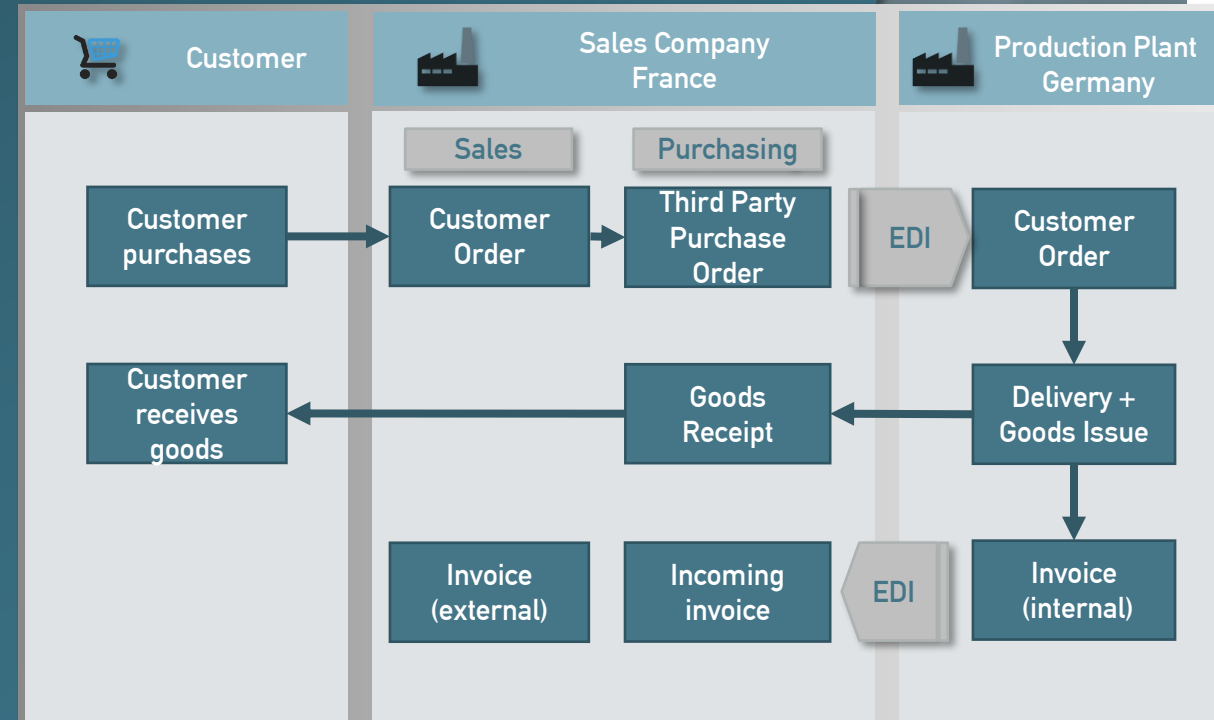 Customer
Sales Company
France
Production Plant
Germany
Sales
Purchasing
Customer
purchases
Customer
Order
Third Party
Purchase
Order
EDI
Customer
Order
Customer
receives
goods
Goods
Receipt
Delivery +
Goods Issue
Invoice
(external)
Incoming
invoice
EDI
Invoice
(internal)